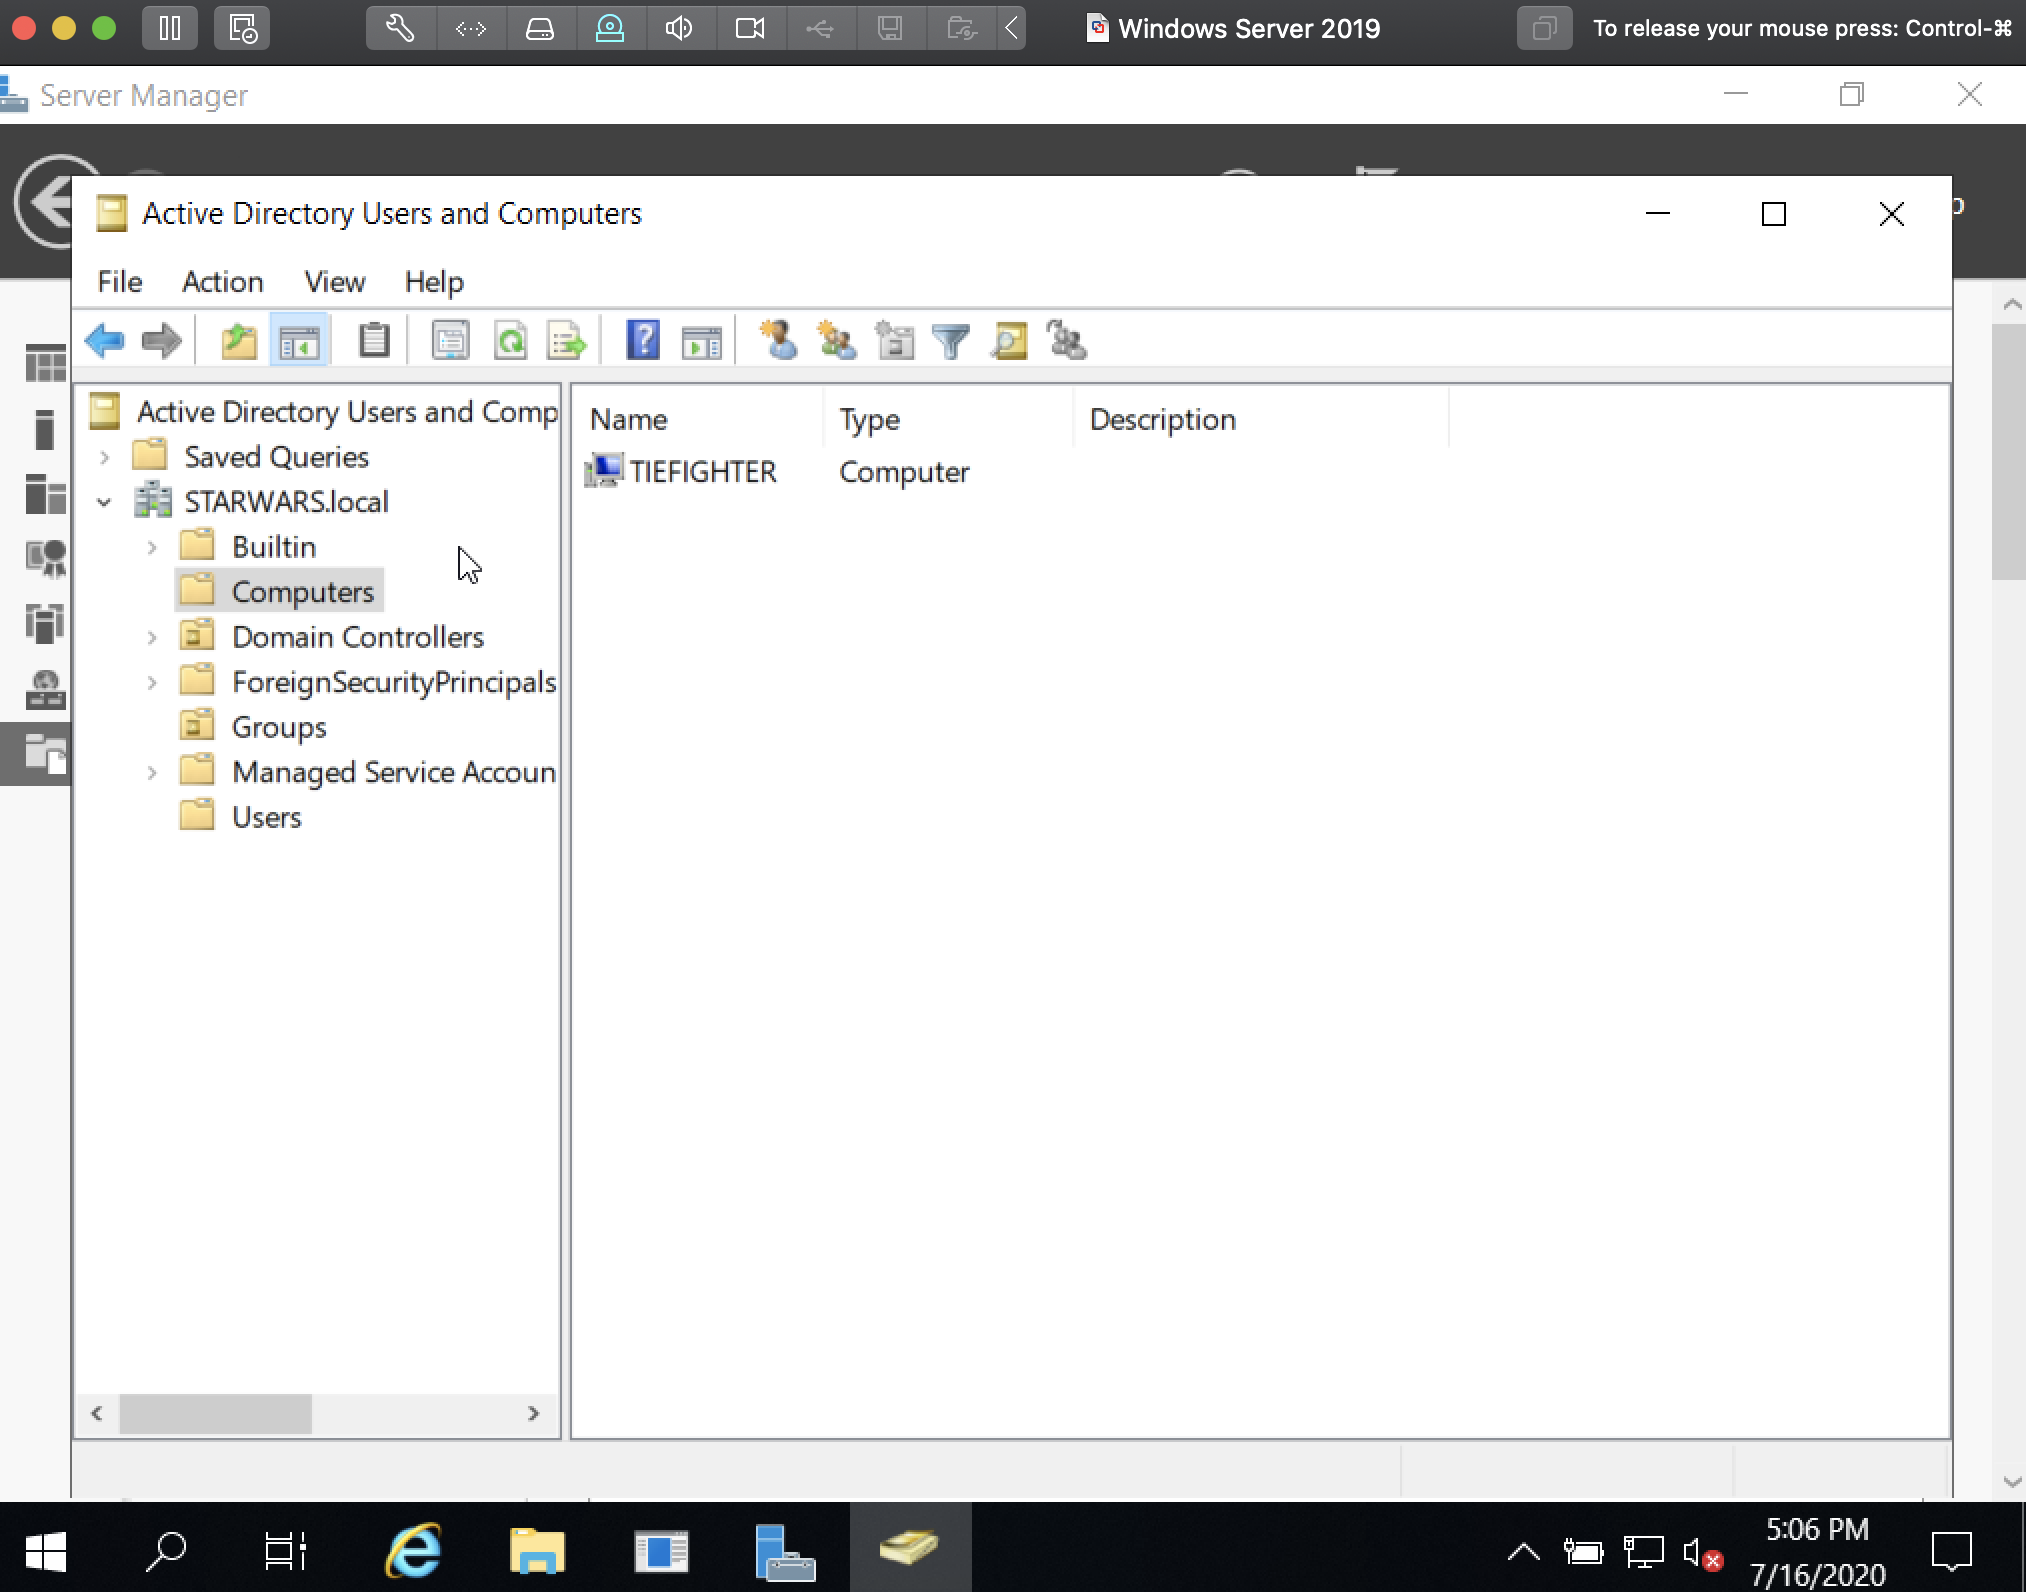 Windows Server 2019
To release your mouse press: Control-⌘
Server Manager
Active Directory Users and Computers
File Action View Help
Active Directory Users and Comp
Saved Queries
STARWARS.local
Builtin
Computers
Domain Controllers
ForeignSecurityPrincipals
Groups
Managed Service Accoun
Users
Name Type Description
TIEFIGHTER Computer
5:06 PM
7/16/2020